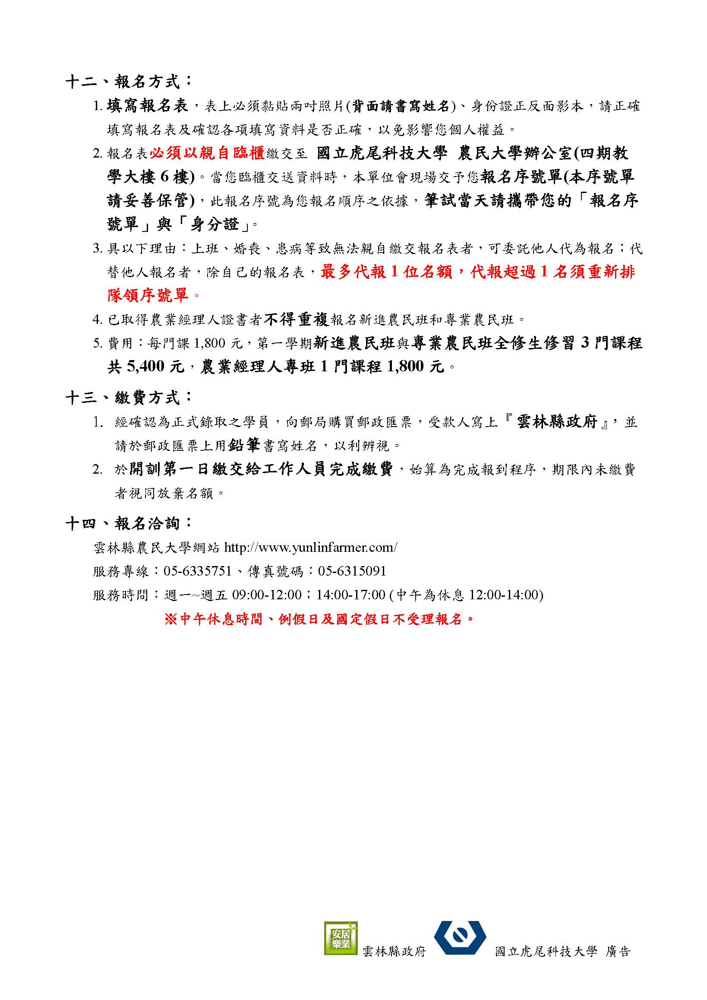 十二、報名方式：
1. 填寫報名表，表上必須黏貼兩吋照片(背面請書寫姓名)、身份證正反面影本，請正確
填寫報名表及確認各項填寫資料是否正確，以免影響您個人權益。
2. 報名表必須以親自臨櫃繳交至 國立虎尾科技大學 農民大學辦公室(四期教
學大樓 6 樓)。當您臨櫃交送資料時，本單位會現場交予您報名序號單(本序號單
請妥善保管)，此報名序號為您報名順序之依據，筆試當天請攜帶您的「報名序
號單」與「身分證」。
3. 具以下理由：上班、婚喪、患病等致無法親自繳交報名表者，可委託他人代為報名；代
替他人報名者，除自己的報名表，最多代報 1 位名額，代報超過 1 名須重新排
隊領序號單。
4. 已取得農業經理人證書者不得重複報名新進農民班和專業農民班。
5. 費用：每門課 1,800 元，第一學期新進農民班與專業農民班全修生修習 3 門課程
共 5,400 元，農業經理人專班 1 門課程 1,800 元。
十三、繳費方式：
1. 經確認為正式錄取之學員，向郵局購買郵政匯票，受款人寫上『雲林縣政府』，並
請於郵政匯票上用鉛筆書寫姓名，以利辨視。
2. 於開訓第一日繳交給工作人員完成繳費，始算為完成報到程序，期限內未繳費
者視同放棄名額。
十四、報名洽詢：
雲林縣農民大學網站 http://www.yunlinfarmer.com/
服務專線：05-6335751、傳真號碼：05-6315091
服務時間：週一~週五 09:00-12:00；14:00-17:00 (中午為休息 12:00-14:00)
※中午休息時間、例假日及國定假日不受理報名。
安居
樂業
雲林縣政府 國立虎尾科技大學 廣告